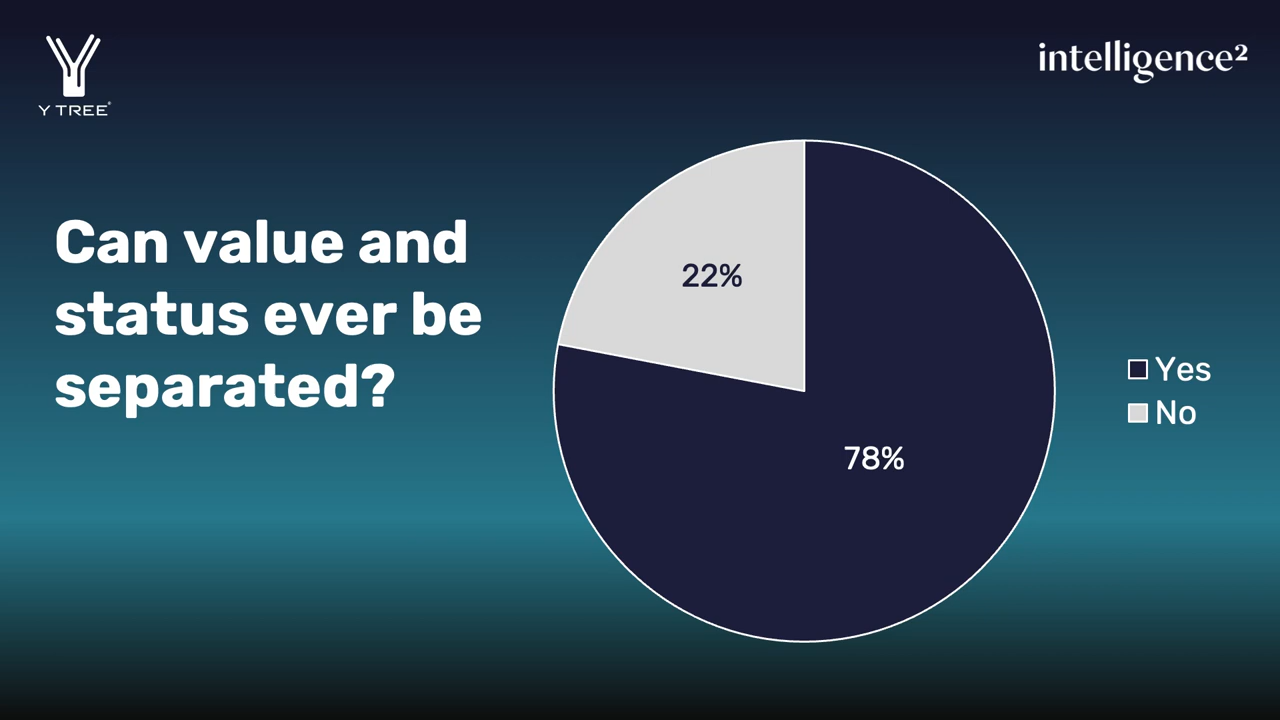 Y TREE®
intelligence²
Can value and
status ever be
separated?
22%
78%
Yes
No